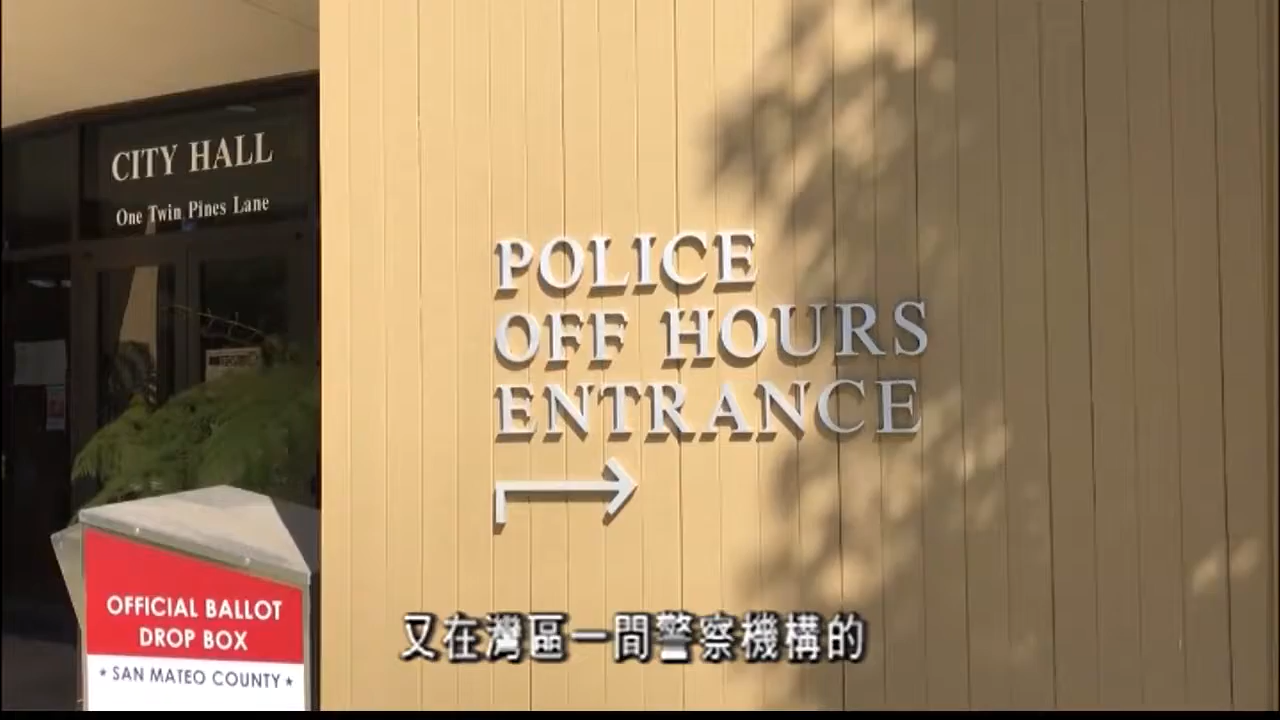 CITY HALL
One Twin Pines Lane
POLICE
OFF HOURS
ENTRANCE
OFFICIAL BALLOT
DROP BOX
★ SAN MATEO COUNTY ★
又在灣區一間警察機構的